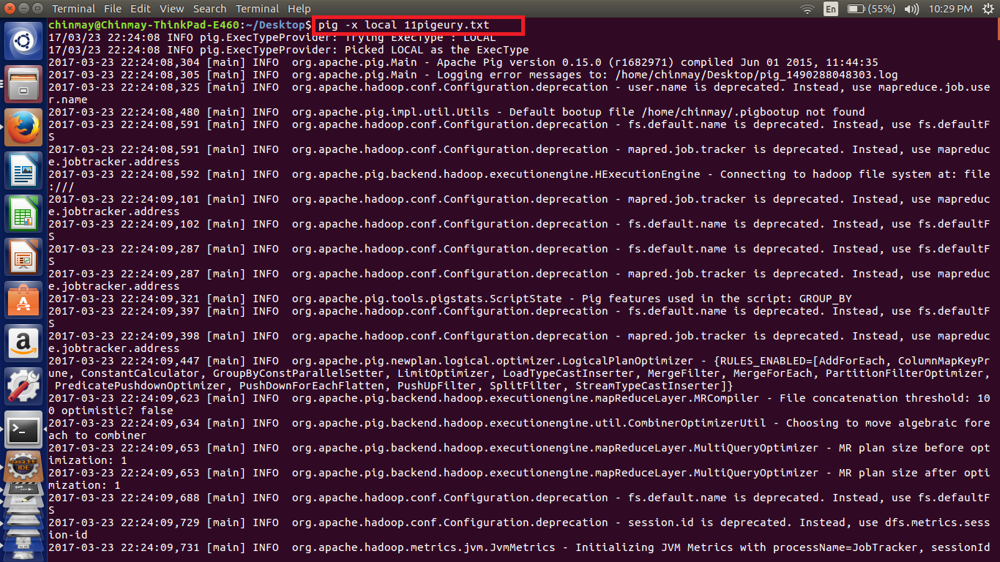 Terminal File Edit View Search Terminal Help En (55%) 10:29 PM
chinmay@Chinmay-ThinkPad-E460:~/Desktop$ pig -x local 11pigeury.txt
17/03/23 22:24:08 INFO pig.ExecTypeProvider: Trying ExecType : LOCAL
17/03/23 22:24:08 INFO pig.ExecTypeProvider: Picked LOCAL as the ExecType
2017-03-23 22:24:08,304 [main] INFO  org.apache.pig.Main - Apache Pig version 0.15.0 (r1682971) compiled Jun 01 2015, 11:44:35
2017-03-23 22:24:08,305 [main] INFO  org.apache.pig.Main - Logging error messages to: /home/chinmay/Desktop/pig_1490288048303.log
2017-03-23 22:24:08,325 [main] INFO  org.apache.hadoop.conf.Configuration.deprecation - user.name is deprecated. Instead, use mapreduce.job.use
r.name
2017-03-23 22:24:08,480 [main] INFO  org.apache.pig.impl.util.Utils - Default bootup file /home/chinmay/.pigbootup not found
2017-03-23 22:24:08,591 [main] INFO  org.apache.hadoop.conf.Configuration.deprecation - fs.default.name is deprecated. Instead, use fs.defaultF
S
2017-03-23 22:24:08,591 [main] INFO  org.apache.hadoop.conf.Configuration.deprecation - mapred.job.tracker is deprecated. Instead, use mapreduc
e.jobtracker.address
2017-03-23 22:24:08,592 [main] INFO  org.apache.pig.backend.hadoop.executionengine.HExecutionEngine - Connecting to hadoop file system at: file
:///
2017-03-23 22:24:09,101 [main] INFO  org.apache.hadoop.conf.Configuration.deprecation - mapred.job.tracker is deprecated. Instead, use mapreduc
e.jobtracker.address
2017-03-23 22:24:09,102 [main] INFO  org.apache.hadoop.conf.Configuration.deprecation - fs.default.name is deprecated. Instead, use fs.defaultF
S
2017-03-23 22:24:09,287 [main] INFO  org.apache.hadoop.conf.Configuration.deprecation - fs.default.name is deprecated. Instead, use fs.defaultF
S
2017-03-23 22:24:09,287 [main] INFO  org.apache.hadoop.conf.Configuration.deprecation - mapred.job.tracker is deprecated. Instead, use mapreduc
e.jobtracker.address
2017-03-23 22:24:09,321 [main] INFO  org.apache.pig.tools.pigstats.ScriptState - Pig features used in the script: GROUP_BY
2017-03-23 22:24:09,397 [main] INFO  org.apache.hadoop.conf.Configuration.deprecation - fs.default.name is deprecated. Instead, use fs.defaultF
S
2017-03-23 22:24:09,398 [main] INFO  org.apache.hadoop.conf.Configuration.deprecation - mapred.job.tracker is deprecated. Instead, use mapreduc
e.jobtracker.address
2017-03-23 22:24:09,447 [main] INFO  org.apache.pig.newplan.logical.optimizer.LogicalPlanOptimizer - {RULES_ENABLED=[AddForEach, ColumnMapKeyPr
une, ConstantCalculator, GroupByConstParallelSetter, LimitOptimizer, LoadTypeCastInserter, MergeFilter, MergeForEach, PartitionFilterOptimizer,
 PredicatePushdownOptimizer, PushDownForEachFlatten, PushUpFilter, SplitFilter, StreamTypeCastInserter]}
2017-03-23 22:24:09,623 [main] INFO  org.apache.pig.backend.hadoop.executionengine.mapReduceLayer.MRCompiler - File concatenation threshold: 10
0 optimistic? false
2017-03-23 22:24:09,634 [main] INFO  org.apache.pig.backend.hadoop.executionengine.util.CombinerOptimizerUtil - Choosing to move algebraic fore
ach to combiner
2017-03-23 22:24:09,653 [main] INFO  org.apache.pig.backend.hadoop.executionengine.mapReduceLayer.MultiQueryOptimizer - MR plan size before opt
imization: 1
2017-03-23 22:24:09,653 [main] INFO  org.apache.pig.backend.hadoop.executionengine.mapReduceLayer.MultiQueryOptimizer - MR plan size after opti
mization: 1
2017-03-23 22:24:09,688 [main] INFO  org.apache.hadoop.conf.Configuration.deprecation - fs.default.name is deprecated. Instead, use fs.defaultF
S
2017-03-23 22:24:09,729 [main] INFO  org.apache.hadoop.conf.Configuration.deprecation - session.id is deprecated. Instead, use dfs.metrics.sess
ion-id
2017-03-23 22:24:09,731 [main] INFO  org.apache.hadoop.metrics.jvm.JvmMetrics - Initializing JVM Metrics with processName=JobTracker, sessionId
Java EE
IDE